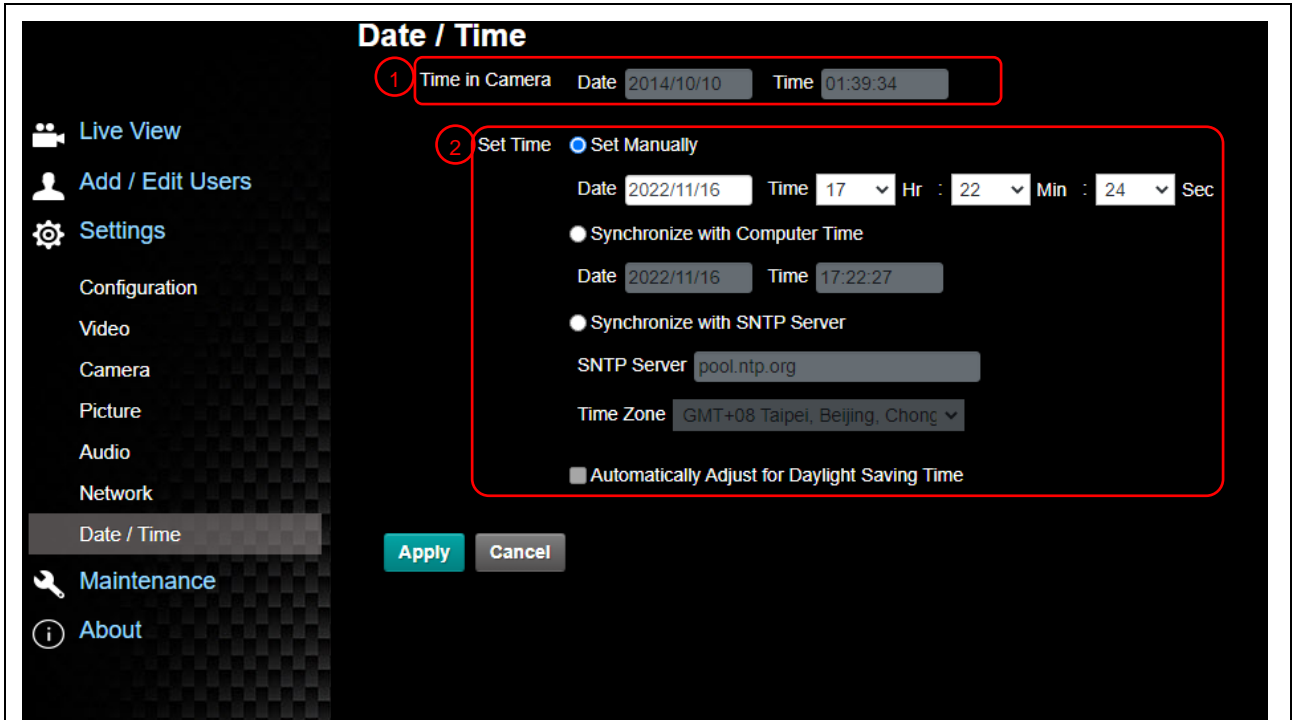 Date / Time
1 Time in Camera Date 2014/10/10 Time 01:39:34
Live View
Add / Edit Users
Settings
Configuration
Video
Camera
Picture
Audio
Network
Date / Time
Maintenance
About
2 Set Time Set Manually
Date 2022/11/16 Time 17 Hr : 22 Min : 24 Sec
Synchronize with Computer Time
Date 2022/11/16 Time 17:22:27
Synchronize with SNTP Server
SNTP Server pool.ntp.org
Time Zone GMT+08 Taipei, Beijing, Chong
Automatically Adjust for Daylight Saving Time
Apply Cancel